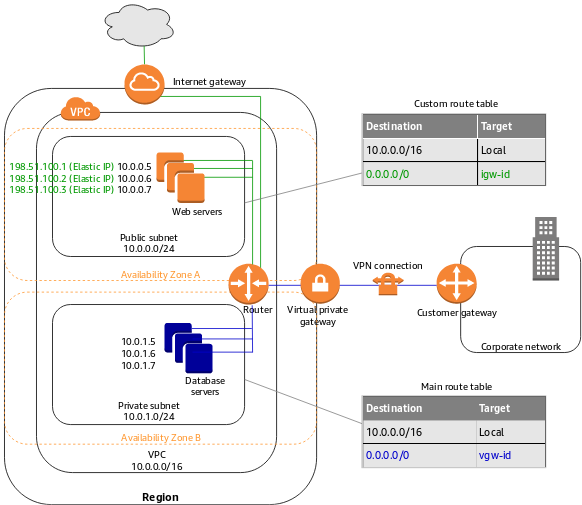 Internet gateway
VPC
198.51.100.1 (Elastic IP) 10.0.0.5
198.51.100.2 (Elastic IP) 10.0.0.6
198.51.100.3 (Elastic IP) 10.0.0.7
Web servers
Public subnet
10.0.0.0/24
Availability Zone A
Custom route table
Destination Target
10.0.0.0/16 Local
0.0.0.0/0 igw-id
Router
Virtual private
gateway
VPN connection
Customer gateway
Corporate network
10.0.1.5
10.0.1.6
10.0.1.7
Database
servers
Private subnet
10.0.1.0/24
Availability Zone B
VPC
10.0.0.0/16
Region
Main route table
Destination Target
10.0.0.0/16 Local
0.0.0.0/0 vgw-id